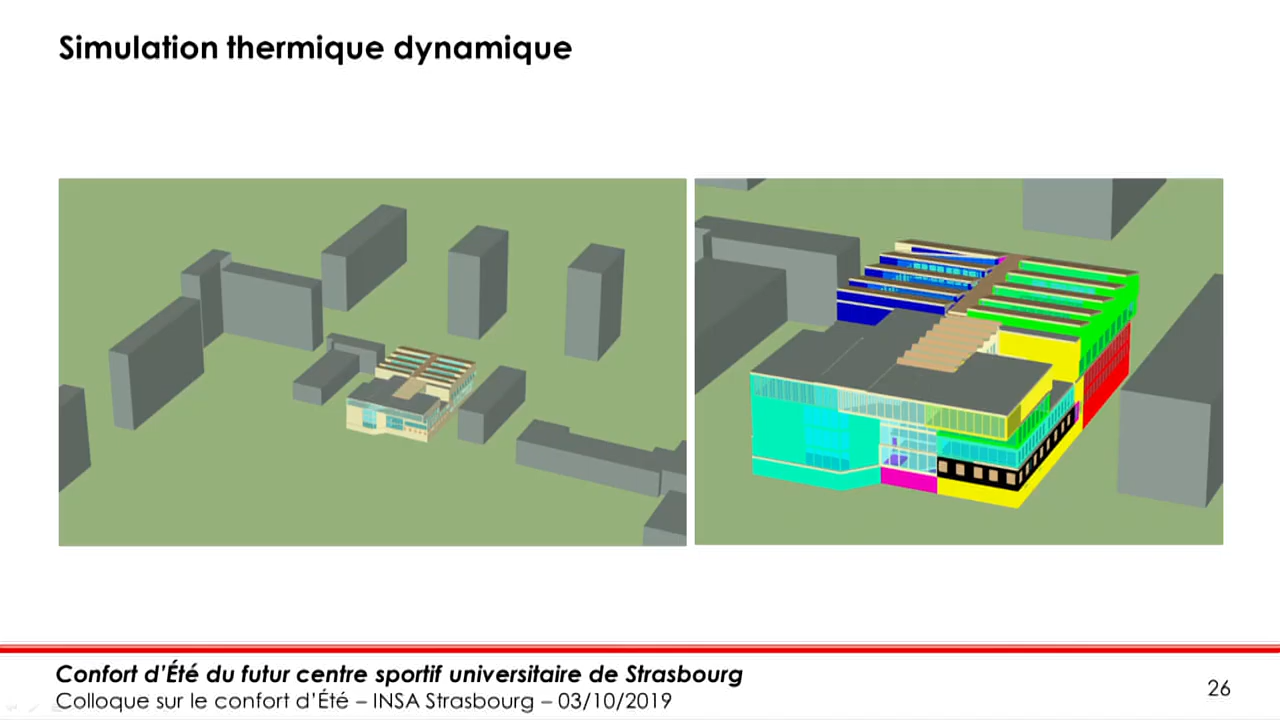 Simulation thermique dynamique
Confort d'Été du futur centre sportif universitaire de Strasbourg
Colloque sur le confort d'Été – INSA Strasbourg – 03/10/2019
26